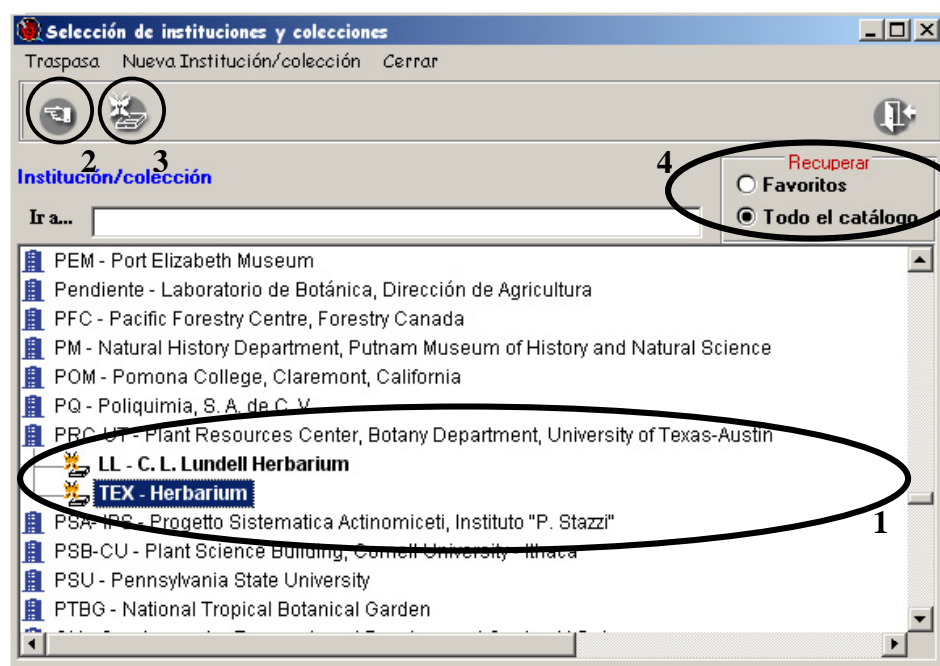 Selección de instituciones y colecciones
Traspasa Nueva Institución/colección Cerrar
2 3 4
Recuperar
Institución/colección
Favoritos
Ir a...
Todo el catálogo
PEM - Port Elizabeth Museum
Pendiente - Laboratorio de Botánica, Dirección de Agricultura
PFC - Pacific Forestry Centre, Forestry Canada
PM - Natural History Department, Putnam Museum of History and Natural Science
POM - Pomona College, Claremont, California
PQ - Poliquimia, S. A. de C. V.
PRC-UT - Plant Resources Center, Botany Department, University of Texas-Austin
LL - C. L. Lundell Herbarium
TEX - Herbarium
PSA-IPS - Progetto Sistematica Actinomiceti, Instituto "P. Stazzi"
1
PSB-CU - Plant Science Building, Cornell University - Ithaca
PSU - Pennsylvania State University
PTBG - National Tropical Botanical Garden